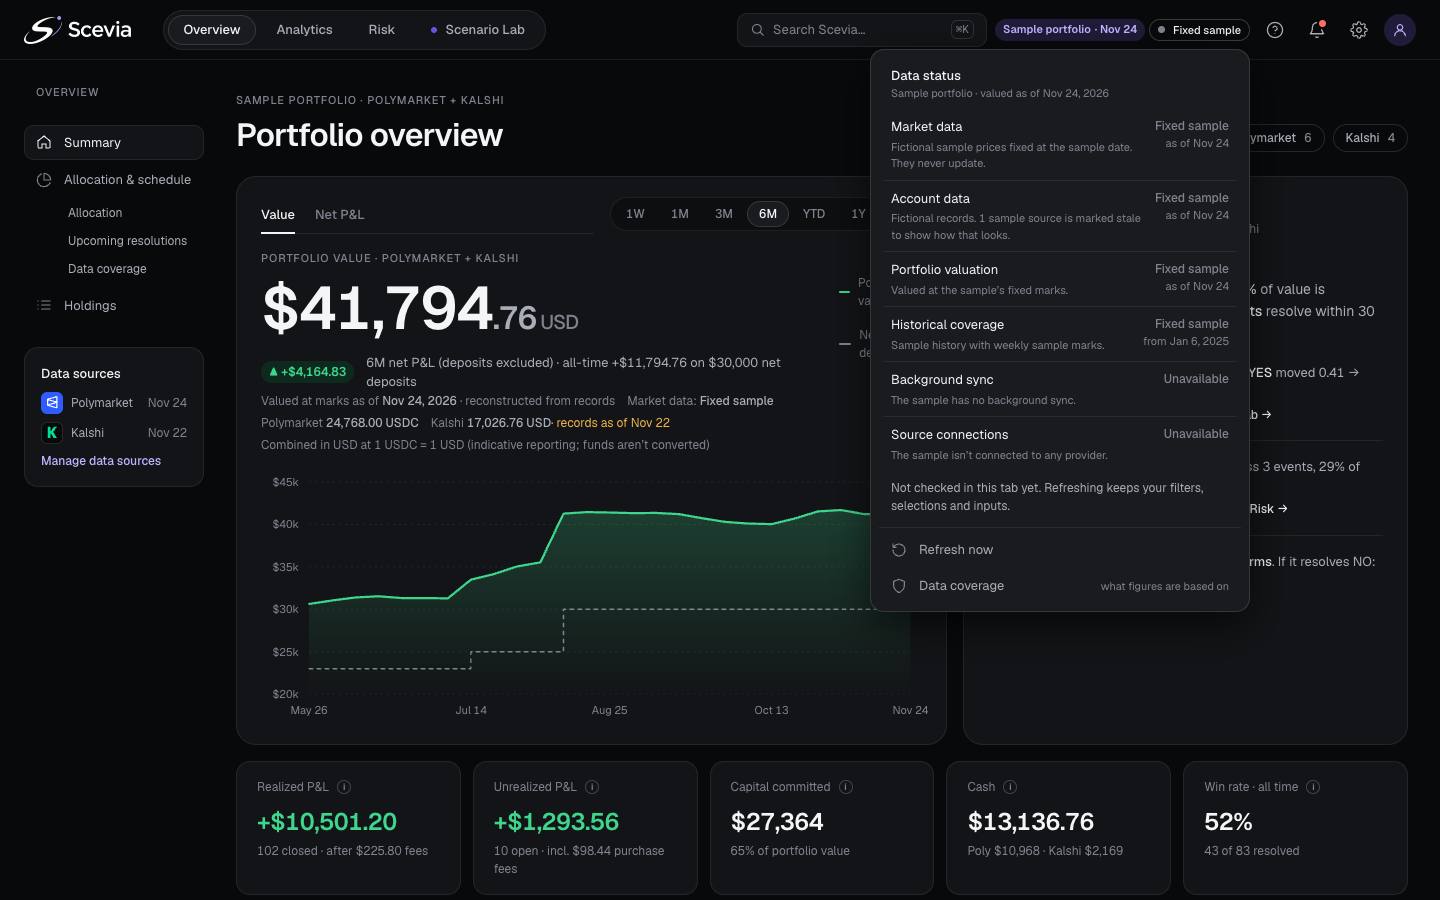 Scevia
Overview
Analytics
Risk
Scenario Lab
Search Scevia…
⌘K
Sample portfolio · Nov 24
Fixed sample
OVERVIEW
Summary
Allocation & schedule
Allocation
Upcoming resolutions
Data coverage
Holdings
Data sources
Polymarket Nov 24
Kalshi Nov 22
Manage data sources
SAMPLE PORTFOLIO · POLYMARKET + KALSHI
Portfolio overview
ymarket 6
Kalshi 4
Value
Net P&L
1W 1M 3M 6M YTD 1Y
PORTFOLIO VALUE · POLYMARKET + KALSHI
$41,794.76 USD
▲ +$4,164.83
6M net P&L (deposits excluded) · all-time +$11,794.76 on $30,000 net
deposits
Valued at marks as of Nov 24, 2026 · reconstructed from records Market data: Fixed sample
Polymarket 24,768.00 USDC Kalshi 17,026.76 USD · records as of Nov 22
Combined in USD at 1 USDC = 1 USD (indicative reporting; funds aren't converted)
Po
va
Ne
de
$45k
$40k
$35k
$30k
$25k
$20k
May 26
Jul 14
Aug 25
Oct 13
Nov 24
Data status
Sample portfolio · valued as of Nov 24, 2026
Market data
Fixed sample
Fictional sample prices fixed at the sample date.
They never update.
as of Nov 24
Account data
Fixed sample
Fictional records. 1 sample source is marked stale
to show how that looks.
as of Nov 24
Portfolio valuation
Fixed sample
Valued at the sample's fixed marks.
as of Nov 24
Historical coverage
Fixed sample
Sample history with weekly sample marks.
from Jan 6, 2025
Background sync
Unavailable
The sample has no background sync.
Source connections
Unavailable
The sample isn't connected to any provider.
Not checked in this tab yet. Refreshing keeps your filters,
selections and inputs.
Refresh now
Data coverage
what figures are based on
hi
% of value is
ts resolve within 30
YES moved 0.41 →
b →
ss 3 events, 29% of
Risk →
rms. If it resolves NO:
Realized P&L
+$10,501.20
102 closed · after $225.80 fees
Unrealized P&L
+$1,293.56
10 open · incl. $98.44 purchase
fees
Capital committed
$27,364
65% of portfolio value
Cash
$13,136.76
Poly $10,968 · Kalshi $2,169
Win rate · all time
52%
43 of 83 resolved